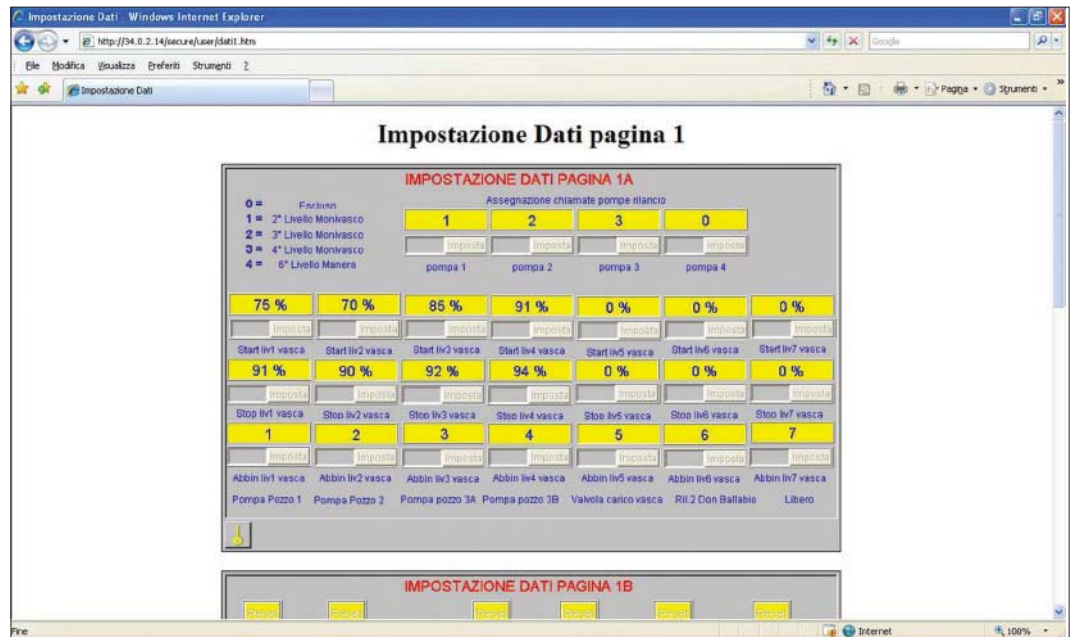 Impostazione Dati - Windows Internet Explorer
http://34.0.2.14/secure/user/dati1.htm
Google
File Modifica Visualizza Preferiti Strumenti ?
Impostazione Dati
Pagina Strumenti
Impostazione Dati pagina 1
IMPOSTAZIONE DATI PAGINA 1A
Assegnazione chiamate pompe rilancio
0 = Escluso
1 = 2° Livello Monivasco
2 = 3° Livello Monivasco
3 = 4° Livello Monivasco
4 = 6° Livello Manera
1 2 3 0
Imposta Imposta Imposta Imposta
pompa 1 pompa 2 pompa 3 pompa 4
75 % 70 % 85 % 91 % 0 % 0 % 0 %
Imposta Imposta Imposta Imposta Imposta Imposta Imposta
Start liv1 vasca Start liv2 vasca Start liv3 vasca Start liv4 vasca Start liv5 vasca Start liv6 vasca Start liv7 vasca
91 % 90 % 92 % 94 % 0 % 0 % 0 %
Imposta Imposta Imposta Imposta Imposta Imposta Imposta
Stop liv1 vasca Stop liv2 vasca Stop liv3 vasca Stop liv4 vasca Stop liv5 vasca Stop liv6 vasca Stop liv7 vasca
1 2 3 4 5 6 7
Imposta Imposta Imposta Imposta Imposta Imposta Imposta
Abbin liv1 vasca Abbin liv2 vasca Abbin liv3 vasca Abbin liv4 vasca Abbin liv5 vasca Abbin liv6 vasca Abbin liv7 vasca
Pompa Pozzo 1 Pompa Pozzo 2 Pompa pozzo 3A Pompa pozzo 3B Valvola carico vasca Ril.2 Don Ballabio Libero
IMPOSTAZIONE DATI PAGINA 1B
Reset Reset Reset Reset Reset Reset
Fine
Internet
100%